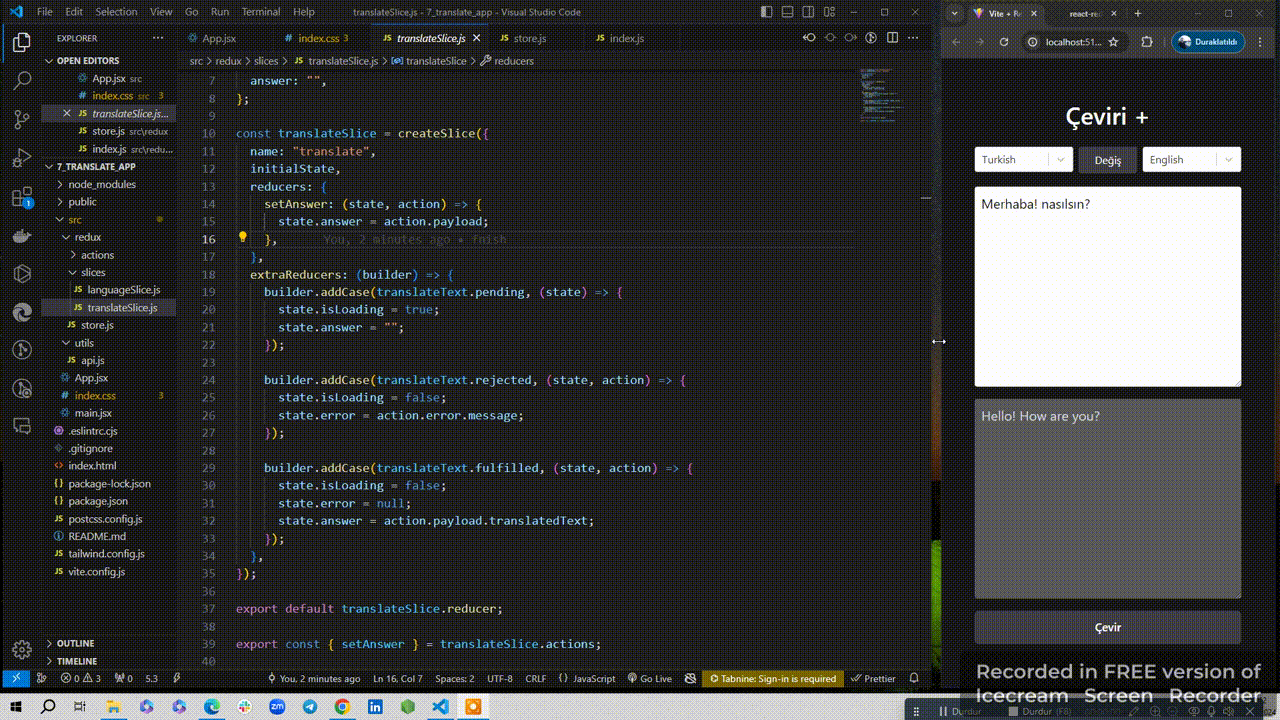 File Edit Selection View Go Run Terminal Help translateSlice.js - 7_translate_app - Visual Studio Code
EXPLORER
OPEN EDITORS
App.jsx src
index.css src 3
translateSlice.js...
store.js src\redux
index.js src\redu...
7_TRANSLATE_APP
node_modules
public
src
redux
actions
slices
languageSlice.js
translateSlice.js
store.js
utils
api.js
App.jsx
index.css 3
main.jsx
.eslintrc.cjs
.gitignore
index.html
package-lock.json
package.json
postcss.config.js
README.md
tailwind.config.js
vite.config.js
OUTLINE
TIMELINE
App.jsx index.css 3 translateSlice.js store.js index.js
src > redux > slices > JS translateSlice.js > translateSlice > reducers
7 answer: "",
8 };
9
10 const translateSlice = createSlice({
11 name: "translate",
12 initialState,
13 reducers: {
14 setAnswer: (state, action) => {
15 state.answer = action.payload;
16 }, You, 2 minutes ago • fnish
17 },
18 extraReducers: (builder) => {
19 builder.addCase(translateText.pending, (state) => {
20 state.isLoading = true;
21 state.answer = "";
22 });
23
24 builder.addCase(translateText.rejected, (state, action) => {
25 state.isLoading = false;
26 state.error = action.error.message;
27 });
28
29 builder.addCase(translateText.fulfilled, (state, action) => {
30 state.isLoading = false;
31 state.error = null;
32 state.answer = action.payload.translatedText;
33 });
34 },
35 });
36
37 export default translateSlice.reducer;
38
39 export const { setAnswer } = translateSlice.actions;
40
0 3 0 5.3 You, 2 minutes ago Ln 16, Col 7 Spaces: 2 UTF-8 CRLF JavaScript Go Live Tabnine: Sign-in is required Prettier
Vite + Re react-red
localhost:51... Duraklatıldı
Çeviri +
Turkish Değiş English
Merhaba! nasılsın?
Hello! How are you?
Çevir
Recorded in FREE version of
Icecream Screen Recorder
Durdur Durdur (F8)